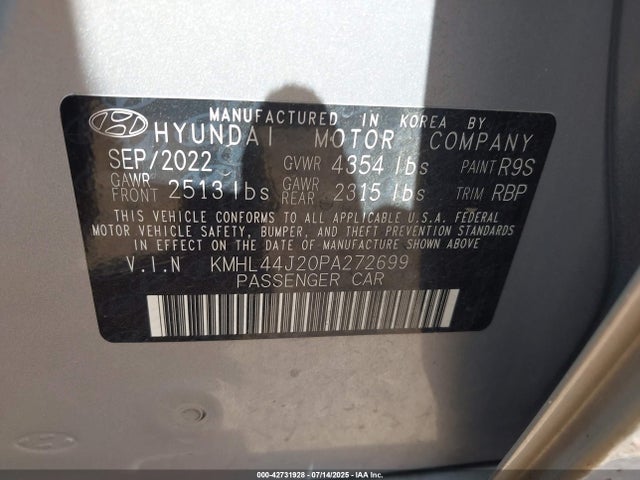 MANUFACTURED IN KOREA BY
HYUNDAI MOTOR COMPANY
SEP/2022 GVWR 4354 lbs PAINT R9S
GAWR FRONT 2513 lbs GAWR REAR 2315 lbs TRIM RBP
THIS VEHICLE CONFORMS TO ALL APPLICABLE U.S.A. FEDERAL
MOTOR VEHICLE SAFETY, BUMPER, AND THEFT PREVENTION STANDARDS
IN EFFECT ON THE DATE OF MANUFACTURE SHOWN ABOVE
V.I.N KMHL44J20PA272699
PASSENGER CAR
000-42731928 07/14/2025 IAA Inc.